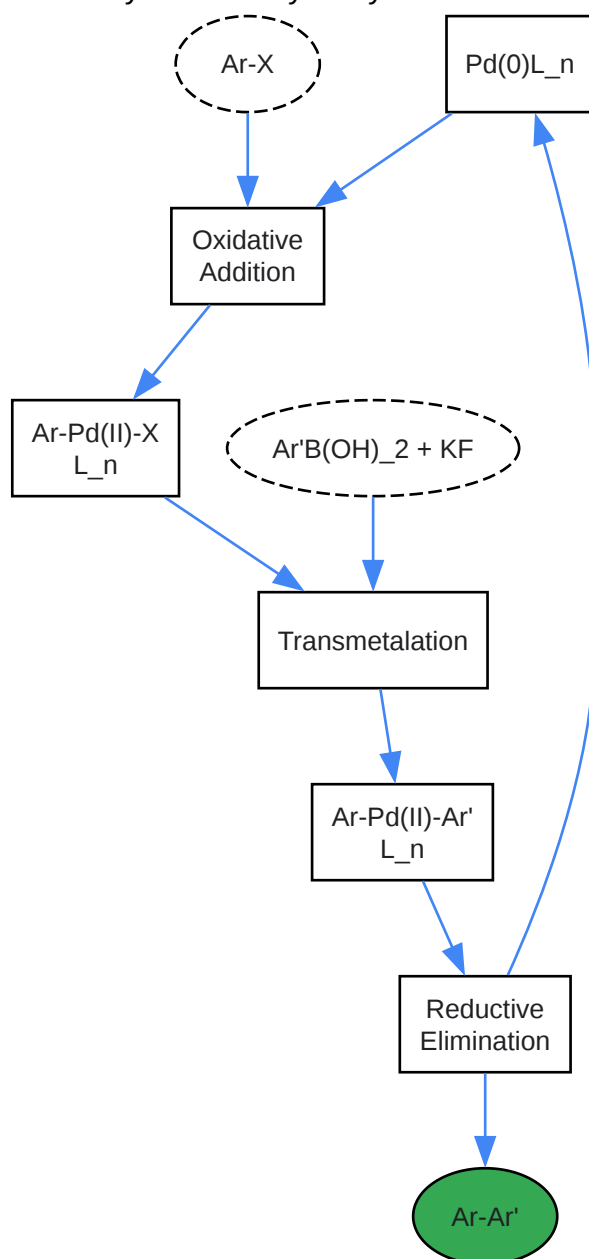 Ar-X
Pd(0)L_n
Oxidative
Addition
Ar-Pd(II)-X
L_n
Ar'B(OH)_2 + KF
Transmetalation
Ar-Pd(II)-Ar'
L_n
Reductive
Elimination
Ar-Ar'